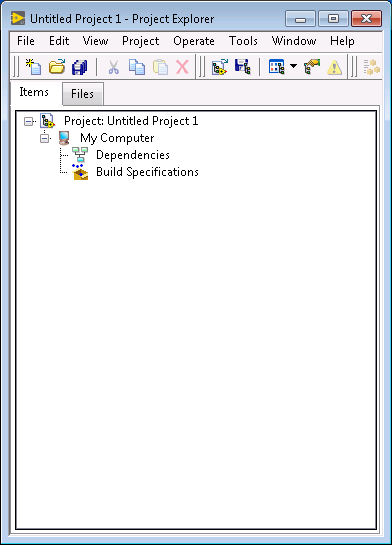 Untitled Project 1 - Project Explorer
File Edit View Project Operate Tools Window Help
Items Files
Project: Untitled Project 1
My Computer
Dependencies
Build Specifications